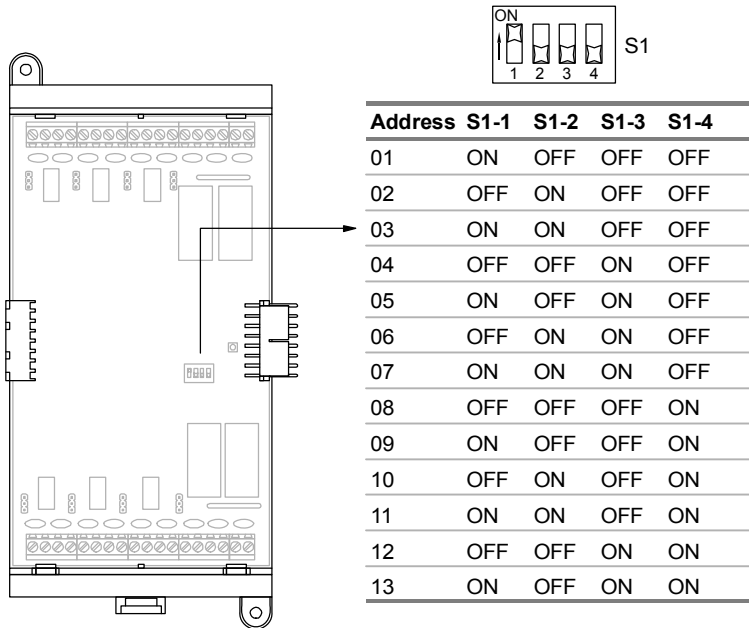 ON
1 2 3 4
S1
Address S1-1 S1-2 S1-3 S1-4
01 ON OFF OFF OFF
02 OFF ON OFF OFF
03 ON ON OFF OFF
04 OFF OFF ON OFF
05 ON OFF ON OFF
06 OFF ON ON OFF
07 ON ON ON OFF
08 OFF OFF OFF ON
09 ON OFF OFF ON
10 OFF ON OFF ON
11 ON ON OFF ON
12 OFF OFF ON ON
13 ON OFF ON ON